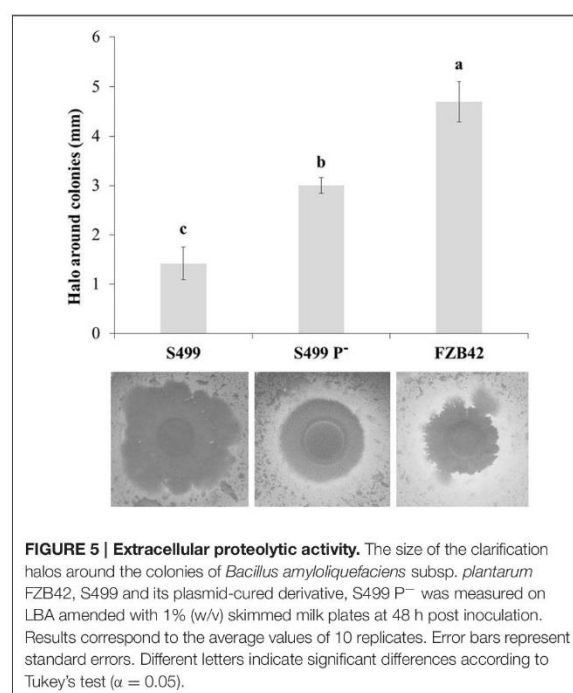 6
a
5
4
b
3
2
c
1
0
Halo around colonies (mm)
S499 S499 P⁻ FZB42
FIGURE 5 | Extracellular proteolytic activity. The size of the clarification
halos around the colonies of Bacillus amyloliquefaciens subsp. plantarum
FZB42, S499 and its plasmid-cured derivative, S499 P⁻ was measured on
LBA amended with 1% (w/v) skimmed milk plates at 48 h post inoculation.
Results correspond to the average values of 10 replicates. Error bars represent
standard errors. Different letters indicate significant differences according to
Tukey's test (α = 0.05).